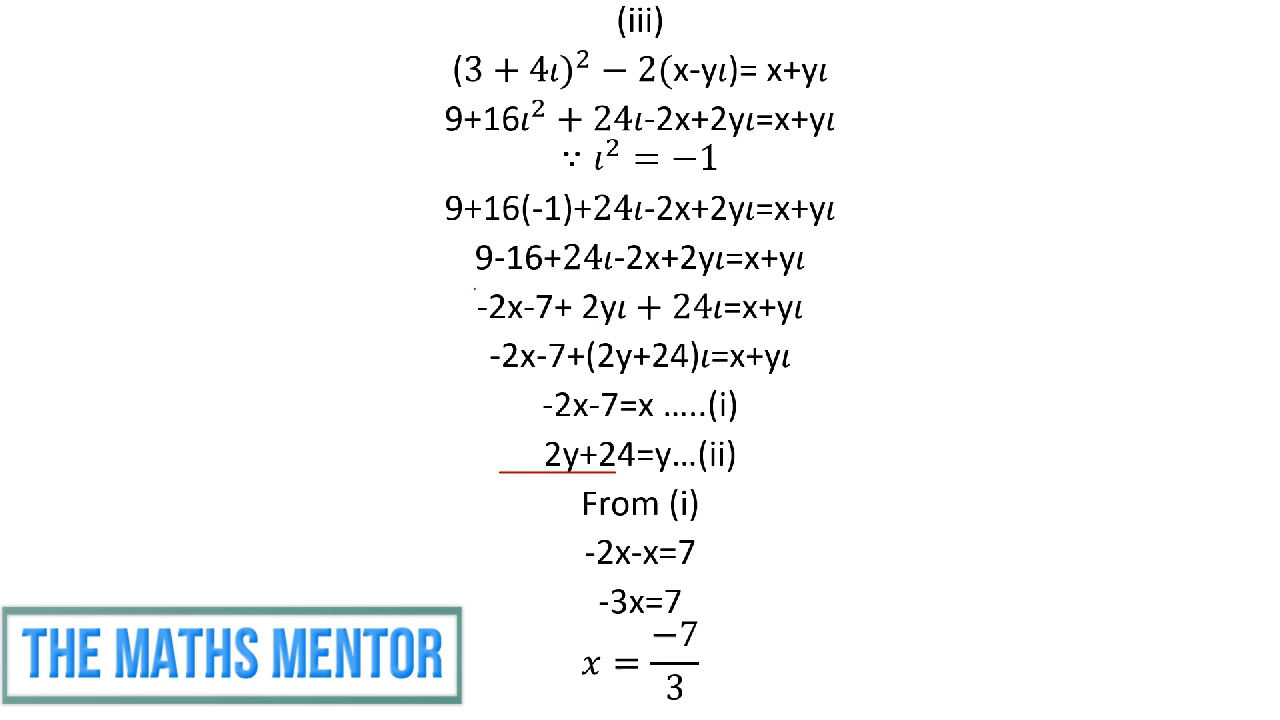 (iii)
(3 + 4ι)² − 2(x-yι)= x+yι
9+16ι² + 24ι-2x+2yι=x+yι
∵ ι² = −1
9+16(-1)+24ι-2x+2yι=x+yι
9-16+24ι-2x+2yι=x+yι
-2x-7+ 2yι + 24ι=x+yι
-2x-7+(2y+24)ι=x+yι
-2x-7=x .....(i)
2y+24=y...(ii)
From (i)
-2x-x=7
-3x=7
x = −7/3
THE MATHS MENTOR